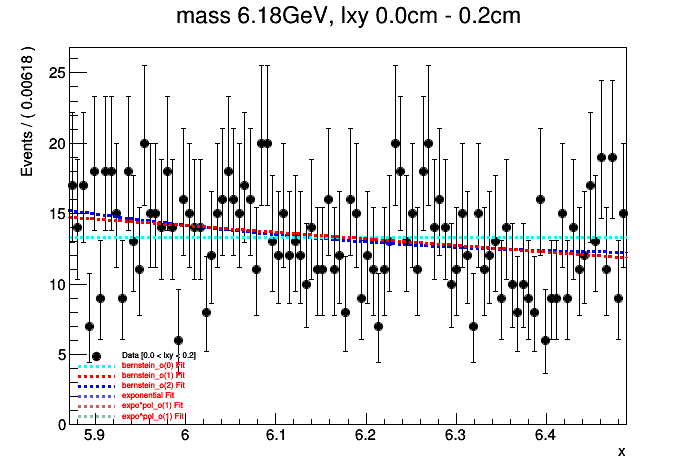 mass 6.18GeV, lxy 0.0cm - 0.2cm
Events / ( 0.00618 )
25
20
15
10
5
0
Data [0.0 < lxy < 0.2]
bernstein_o(0) Fit
bernstein_o(1) Fit
bernstein_o(2) Fit
exponential Fit
expo*pol_o(1) Fit
expo*pol_o(1) Fit
5.9 6 6.1 6.2 6.3 6.4
x